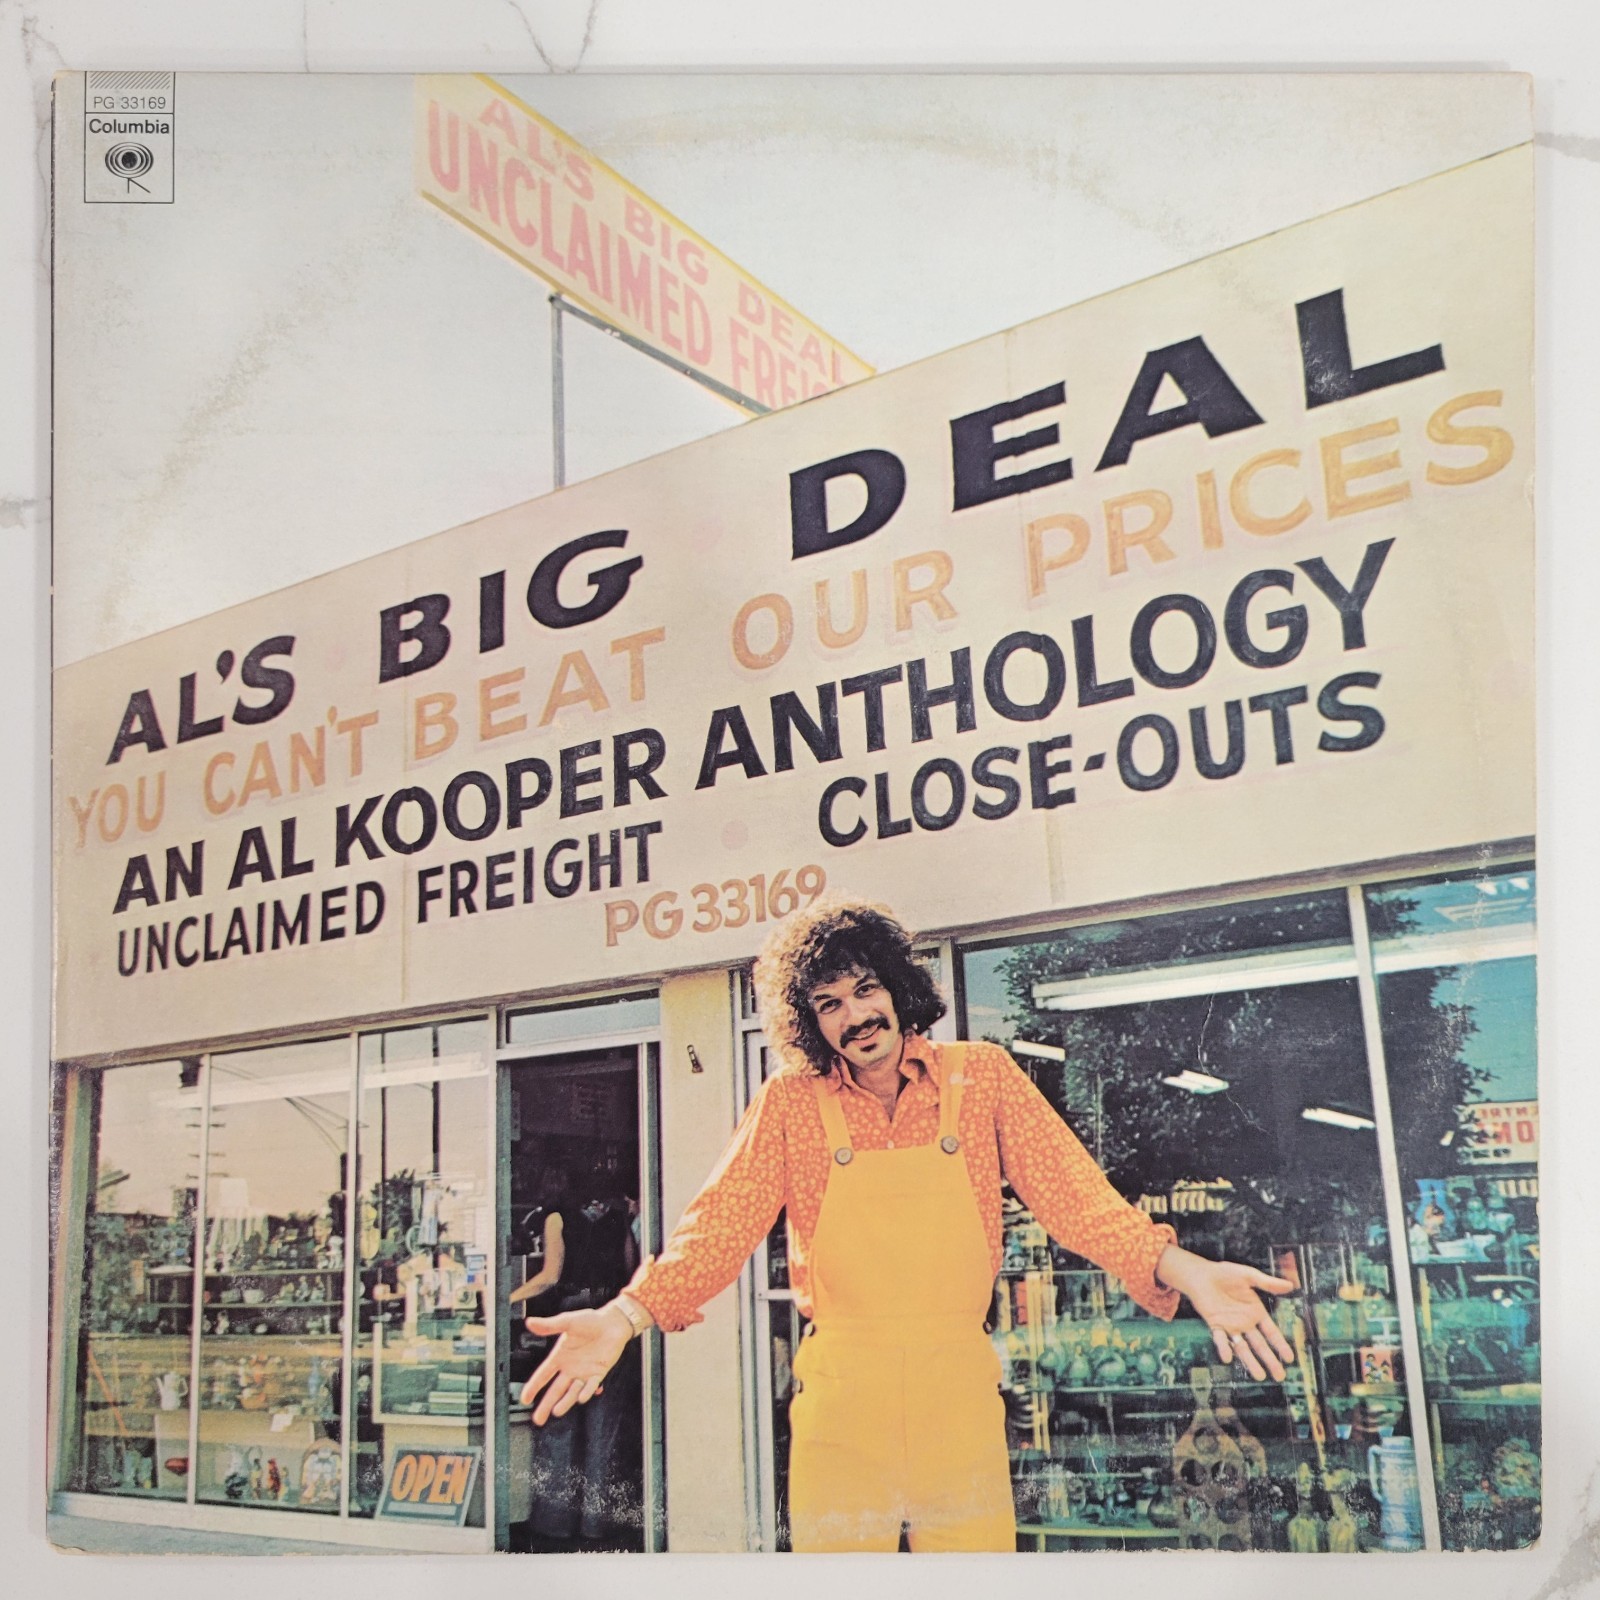 PG 33169
Columbia
AL'S BIG DEAL
UNCLAIMED
AL'S BIG DEAL
YOU CAN'T BEAT OUR PRICES
AN AL KOOPER ANTHOLOGY
UNCLAIMED FREIGHT CLOSE-OUTS
PG 33169
OPEN